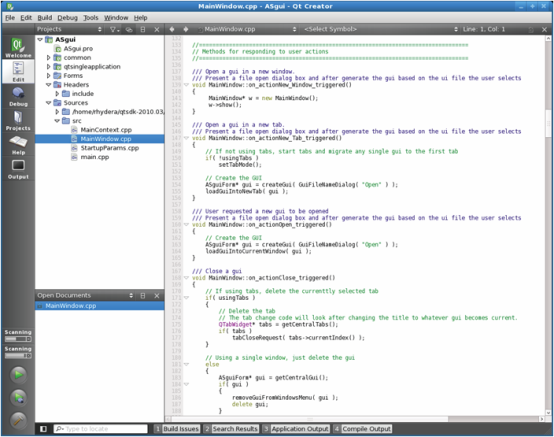 MainWindow.cpp - ASgui - Qt Creator
File Edit Build Debug Tools Window Help
Projects
MainWindow.cpp
<Select Symbol>
Line: 1, Col: 1
Welcome
Edit
Debug
Projects
Help
Output
Scanning
Scanning
ASgui
ASgui.pro
common
qtsingleapplication
Forms
Headers
include
Sources
/home/rhydera/qtsdk-2010.03/
src
MainContext.cpp
MainWindow.cpp
StartupParams.cpp
main.cpp
Open Documents
MainWindow.cpp
// Methods for responding to user actions
/// Open a gui in a new window.
/// Present a file open dialog box and after generate the gui based on the ui file the user selects
void MainWindow::on_actionNew_Window_triggered()
{
MainWindow* w = new MainWindow();
w->show();
}
/// Open a gui in a new tab.
/// Present a file open dialog box and after generate the gui based on the ui file the user selects
void MainWindow::on_actionNew_Tab_triggered()
{
// If not using tabs, start tabs and migrate any single gui to the first tab
if( !usingTabs )
setTabMode();
// Create the GUI
ASguiForm* gui = createGui( GuiFileNameDialog( "Open" ) );
loadGuiIntoNewTab( gui );
}
/// User requested a new gui to be opened
/// Present a file open dialog box and after generate the gui based on the ui file the user selects
void MainWindow::on_actionOpen_triggered()
{
// Create the GUI
ASguiForm* gui = createGui( GuiFileNameDialog( "Open" ) );
loadGuiIntoCurrentWindow( gui );
}
/// Close a gui
void MainWindow::on_actionClose_triggered()
{
// If using tabs, delete the currenttly selected tab
if( usingTabs )
{
// Delete the tab
// The tab change code will look after changing the title to whatever gui becomes current.
QTabWidget* tabs = getCentralTabs();
if( tabs )
tabCloseRequest( tabs->currentIndex() );
}
// Using a single window, just delete the gui
else
{
ASguiForm* gui = getCentralGui();
if( gui )
{
removeGuiFromWindowsMenu( gui );
delete gui;
}
Type to locate
1 Build Issues
2 Search Results
3 Application Output
4 Compile Output